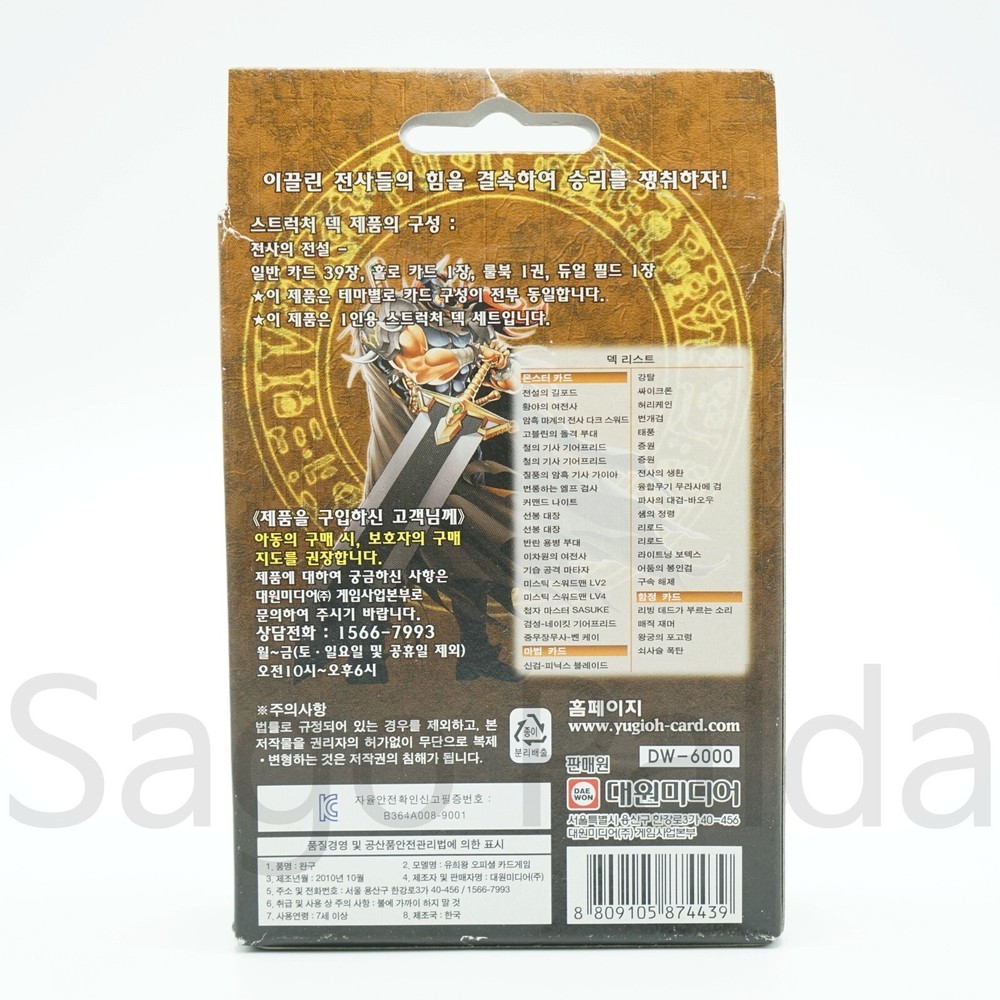 이끌린 전사들의 힘을 결속하여 승리를 쟁취하자!
스트럭처 덱 제품의 구성 :
전사의 전설 -
일반 카드 39장, 홀로 카드 1장, 룰북 1권, 듀얼 필드 1장
★이 제품은 테마별로 카드 구성이 전부 동일합니다.
★이 제품은 1인용 스트럭처 덱 세트입니다.
덱 리스트
몬스터 카드
전설의 길포드
황야의 여전사
암흑 마계의 전사 다크 스워드
고블린의 돌격 부대
철의 기사 기어프리드
철의 기사 기어프리드
질풍의 암흑 기사 가이아
변통하는 엘프 검사
커맨드 나이트
선봉 대장
선봉 대장
반란 용병 부대
이차원의 여전사
기습 공격 마타자
미스틱 스워드맨 LV2
미스틱 스워드맨 LV4
첩자 마스터 SASUKE
검성-네이킷 기어프리드
중무장무사-벤 케이
마법 카드
신검-피닉스 블레이드
강탈
싸이크론
허리케인
번개검
태풍
증원
증원
전사의 생환
융합무기 무라사메 검
파사의 대검-바오우
샘의 정령
리로드
리로드
라이트닝 보텍스
어둠의 봉인검
구속 해제
함정 카드
리빙 데드가 부르는 소리
매직 재머
왕궁의 포고령
쇠사슬 폭탄
《제품을 구입하신 고객님께》
아동의 구매 시, 보호자의 구매
지도를 권장합니다.
제품에 대하여 궁금하신 사항은
대원미디어㈜ 게임사업본부로
문의하여 주시기 바랍니다.
상담전화 : 1566-7993
월~금(토·일요일 및 공휴일 제외)
오전10시~오후6시
※주의사항
법률로 규정되어 있는 경우를 제외하고, 본
저작물을 권리자의 허가없이 무단으로 복제
·변형하는 것은 저작권의 침해가 됩니다.
종이
분리배출
홈페이지
www.yugioh-card.com
DW-6000
판매원
DAE WON
대원미디어
서울특별시 용산구 한강로3가 40-456
대원미디어(주)게임사업본부
자율안전확인신고필증번호 :
B364A008-9001
품질경영 및 공산품안전관리법에 의한 표시
1. 품명 : 완구
2. 모델명 : 유희왕 오피셜 카드게임
3. 제조년월 : 2010년 10월
4. 제조자 및 판매자명 : 대원미디어(주)
5. 주소 및 전화번호 : 서울 용산구 한강로3가 40-456 / 1566-7993
6. 취급 및 사용 상 주의 사항 : 불에 가까이 하지 말 것
7. 사용연령 : 7세 이상
8. 제조국 : 한국
8 809105 874439